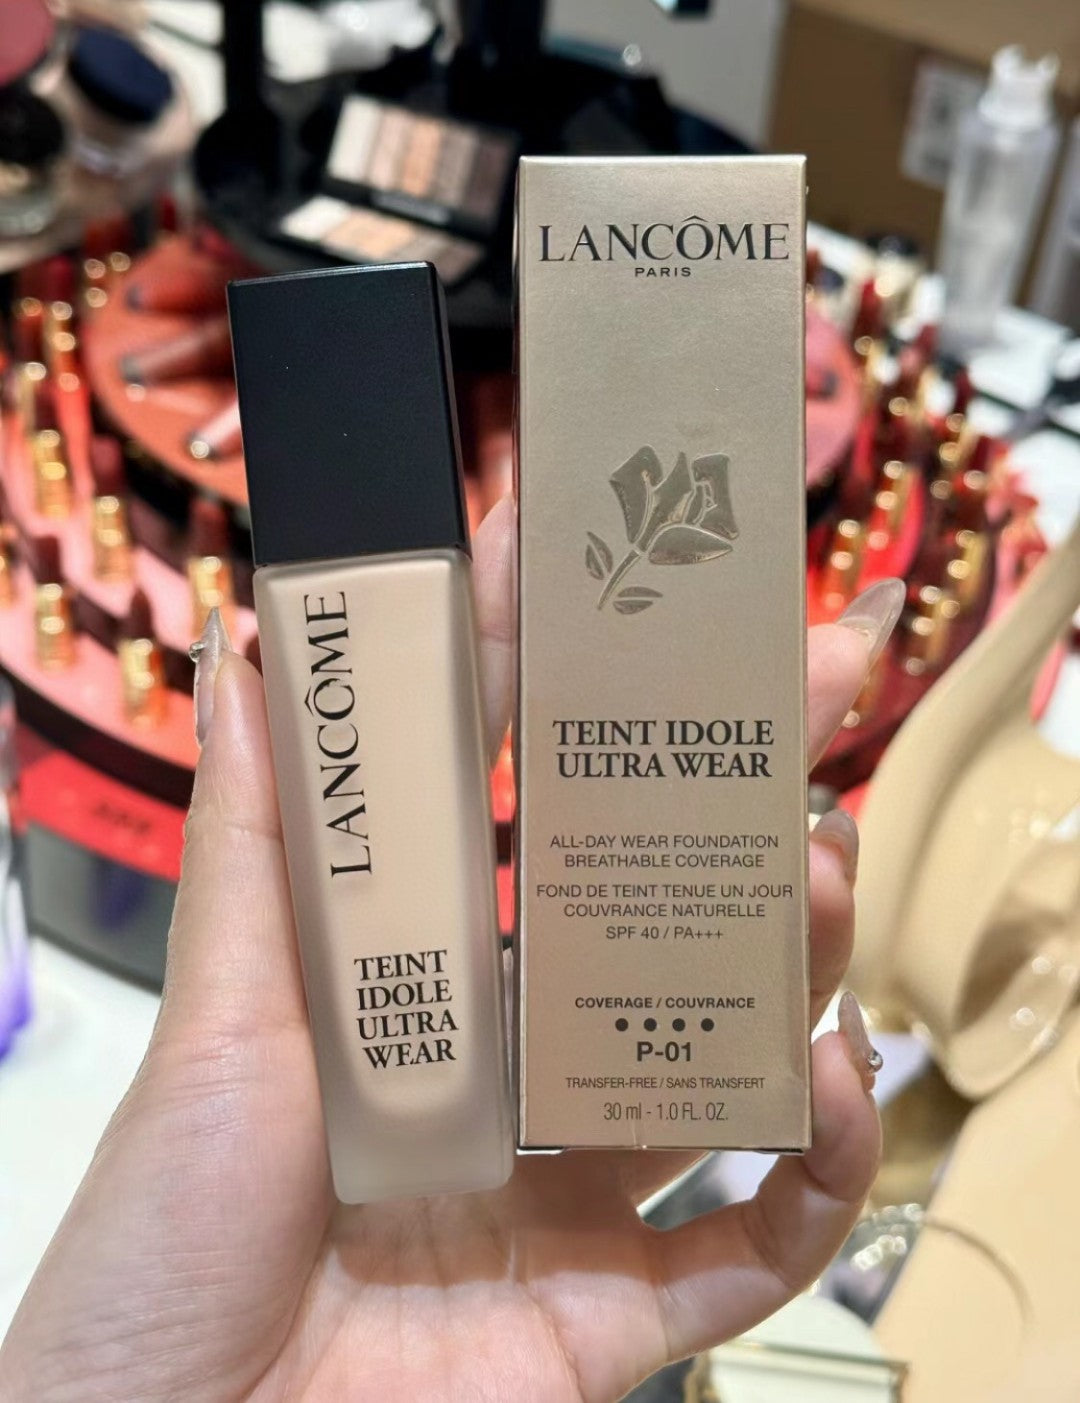 LANCÔME
TEINT
IDOLE
ULTRA
WEAR
LANCÔME
PARIS
TEINT IDOLE
ULTRA WEAR
ALL-DAY WEAR FOUNDATION
BREATHABLE COVERAGE
FOND DE TEINT TENUE UN JOUR
COUVRANCE NATURELLE
SPF 40 / PA+++
COVERAGE / COUVRANCE
P-01
TRANSFER-FREE / SANS TRANSFERT
30 ml - 1.0 FL. OZ.